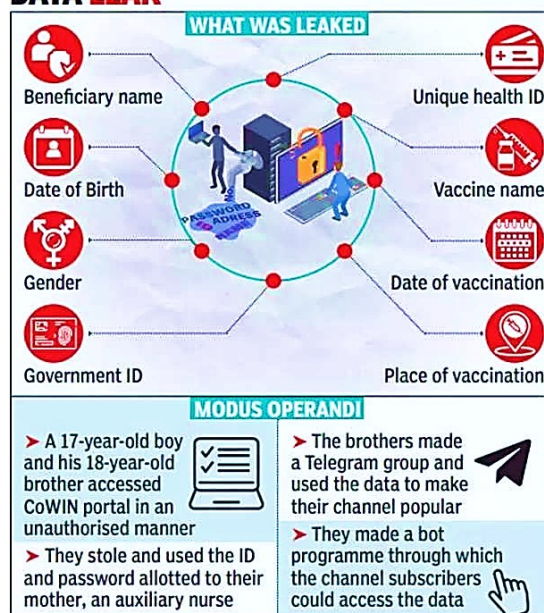 DATA LEAK
WHAT WAS LEAKED
Beneficiary name
Unique health ID
Date of Birth
Vaccine name
Gender
Date of vaccination
Government ID
Place of vaccination
PASSWORD
ADRESS
MODUS OPERANDI
➤ A 17-year-old boy
and his 18-year-old
brother accessed
CoWIN portal in an
unauthorised manner
➤ They stole and used the ID
and password allotted to their
mother, an auxiliary nurse
➤ The brothers made
a Telegram group and
used the data to make
their channel popular
➤ They made a bot
programme through which
the channel subscribers
could access the data